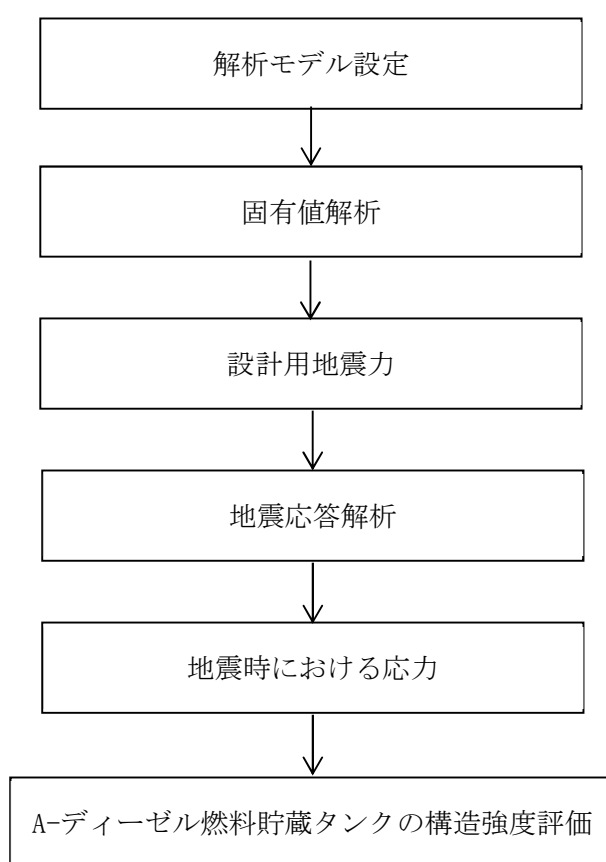 解析モデル設定
固有値解析
設計用地震力
地震応答解析
地震時における応力
A-ディーゼル燃料貯蔵タンクの構造強度評価